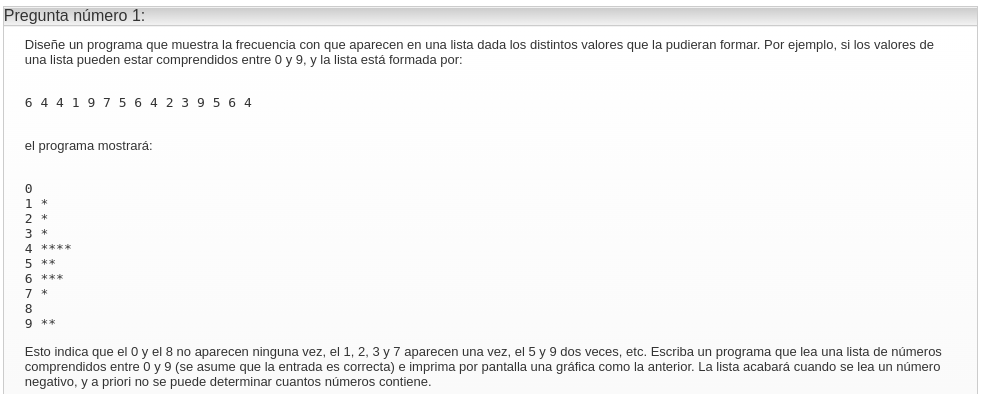 Pregunta número 1:
Diseñe un programa que muestra la frecuencia con que aparecen en una lista dada los distintos valores que la pudieran formar. Por ejemplo, si los valores de
una lista pueden estar comprendidos entre 0 y 9, y la lista está formada por:
6 4 4 1 9 7 5 6 4 2 3 9 5 6 4
el programa mostrará:
0
1 *
2 *
3 *
4 ****
5 **
6 ***
7 *
8
9 **
Esto indica que el 0 y el 8 no aparecen ninguna vez, el 1, 2, 3 y 7 aparecen una vez, el 5 y 9 dos veces, etc. Escriba un programa que lea una lista de números
comprendidos entre 0 y 9 (se asume que la entrada es correcta) e imprima por pantalla una gráfica como la anterior. La lista acabará cuando se lea un número
negativo, y a priori no se puede determinar cuantos números contiene.